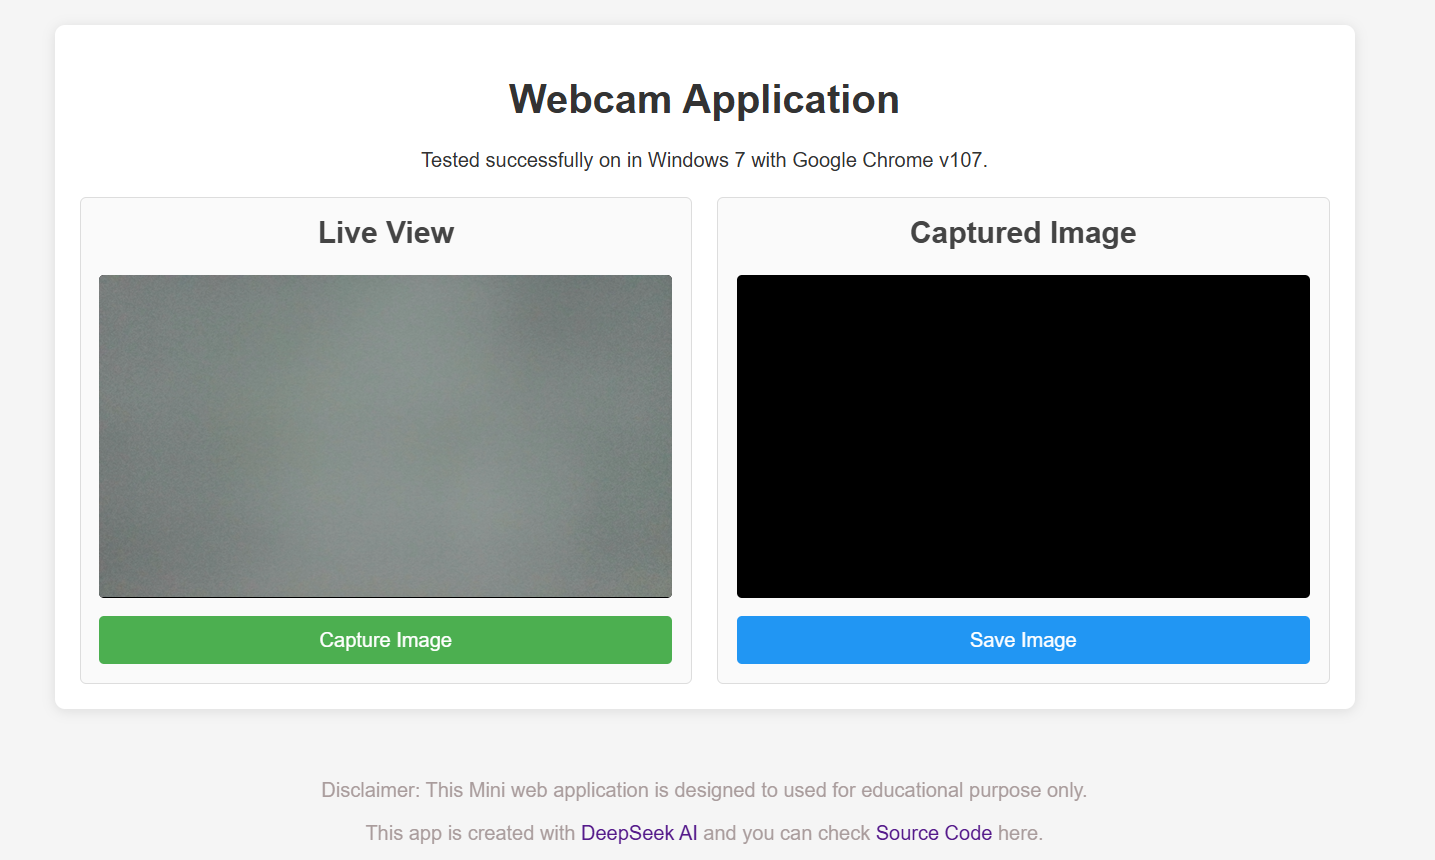 Webcam Application
Tested successfully on in Windows 7 with Google Chrome v107.
Live View
Captured Image
Capture Image
Save Image
Disclaimer: This Mini web application is designed to used for educational purpose only.
This app is created with DeepSeek AI and you can check Source Code here.